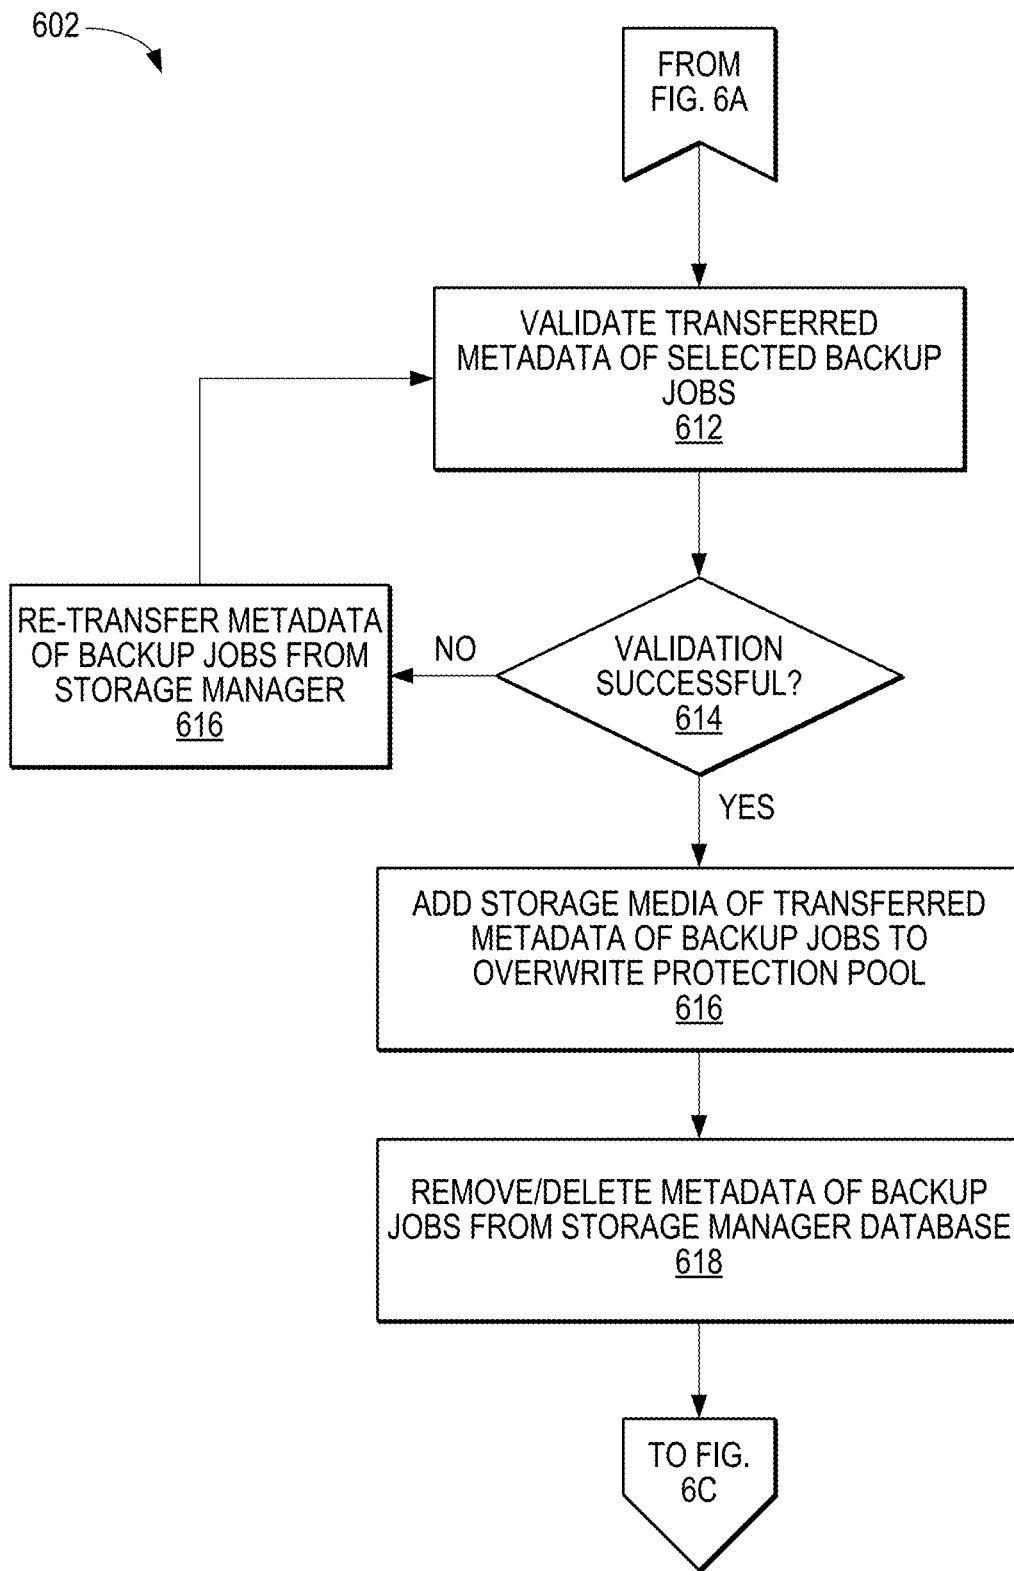 602
FROM
FIG. 6A
VALIDATE TRANSFERRED
METADATA OF SELECTED BACKUP
JOBS
612
RE-TRANSFER METADATA
OF BACKUP JOBS FROM
STORAGE MANAGER
616
NO
VALIDATION
SUCCESSFUL?
614
YES
ADD STORAGE MEDIA OF TRANSFERRED
METADATA OF BACKUP JOBS TO
OVERWRITE PROTECTION POOL
616
REMOVE/DELETE METADATA OF BACKUP
JOBS FROM STORAGE MANAGER DATABASE
618
TO FIG.
6C